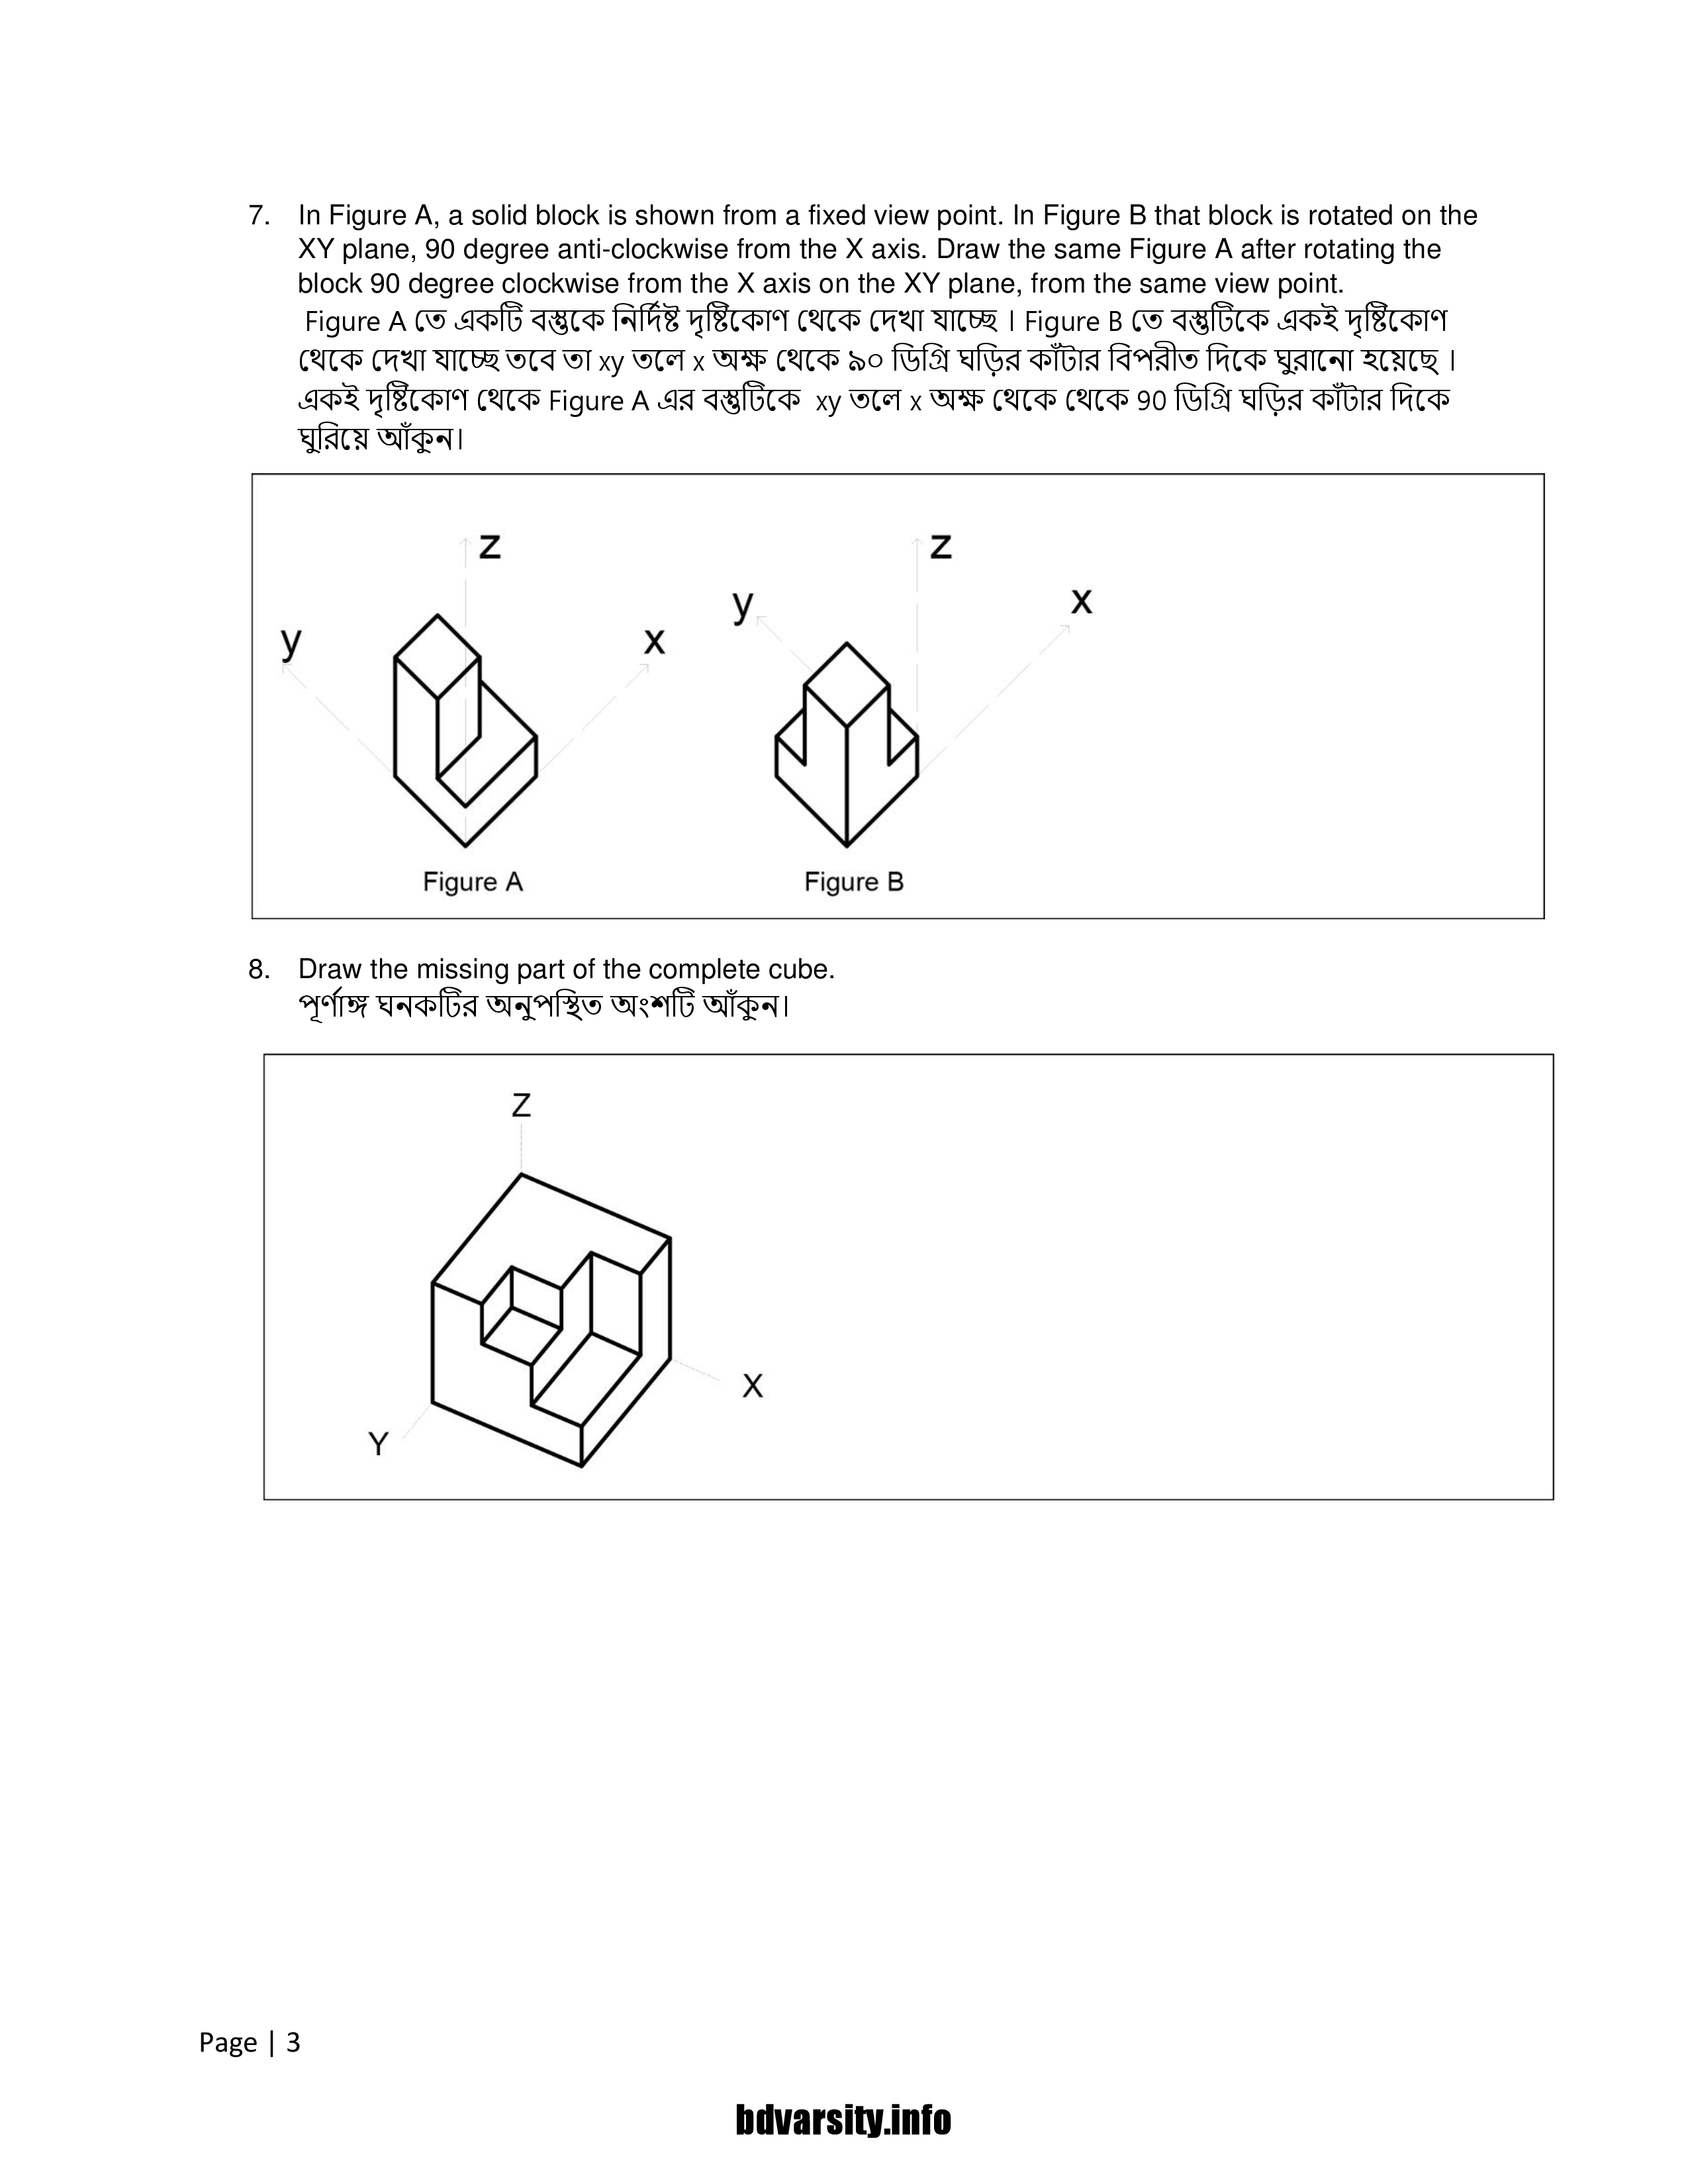 7. In Figure A, a solid block is shown from a fixed view point. In Figure B that block is rotated on the
XY plane, 90 degree anti-clockwise from the X axis. Draw the same Figure A after rotating the
block 90 degree clockwise from the X axis on the XY plane, from the same view point.
Figure A তে একটি বস্তুকে নির্দিষ্ট দৃষ্টিকোণ থেকে দেখা যাচ্ছে । Figure B তে বস্তুটিকে একই দৃষ্টিকোণ
থেকে দেখা যাচ্ছে তবে তা xy তলে x অক্ষ থেকে ৯০ ডিগ্রি ঘড়ির কাঁটার বিপরীত দিকে ঘুরানো হয়েছে ।
একই দৃষ্টিকোণ থেকে Figure A এর বস্তুটিকে xy তলে x অক্ষ থেকে থেকে 90 ডিগ্রি ঘড়ির কাঁটার দিকে
ঘুরিয়ে আঁকুন।
z
y
x
Figure A
z
y
x
Figure B
8. Draw the missing part of the complete cube.
পূর্ণাঙ্গ ঘনকটির অনুপস্থিত অংশটি আঁকুন।
Z
X
Y
Page | 3
bdvarsity.info